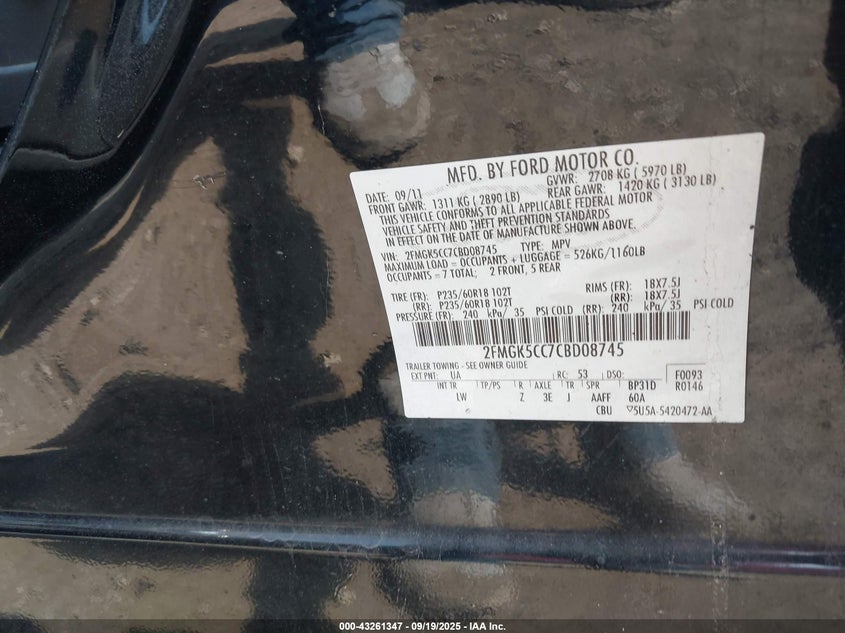 MFD. BY FORD MOTOR CO.
DATE: 09/11 GVWR: 2708 KG ( 5970 LB)
FRONT GAWR: 1311 KG ( 2890 LB) REAR GAWR: 1420 KG ( 3130 LB)
THIS VEHICLE CONFORMS TO ALL APPLICABLE FEDERAL MOTOR
VEHICLE SAFETY AND THEFT PREVENTION STANDARDS
IN EFFECT ON THE DATE OF MANUFACTURE SHOWN ABOVE.
VIN: 2FMGK5CC7CBD08745 TYPE: MPV
MAXIMUM LOAD = OCCUPANTS + LUGGAGE = 526KG/1160LB
OCCUPANTS = 7 TOTAL; 2 FRONT, 5 REAR
TIRE (FR): P235/60R18 102T RIMS (FR): 18X7.5J
(RR): P235/60R18 102T (RR): 18X7.5J
PRESSURE (FR): 240 kPa/ 35 PSI COLD (RR): 240 kPa/ 35 PSI COLD
2FMGK5CC7CBD08745
TRAILER TOWING - SEE OWNER GUIDE
EXT PNT: UA RC: 53 DSO: F0093
INT TR TP/PS R AXLE TR SPR BP31D R0146
LW Z 3E J AAFF 60A
CBU ▽5U5A-5420472-AA
000-43261347 - 09/19/2025 - IAA Inc.